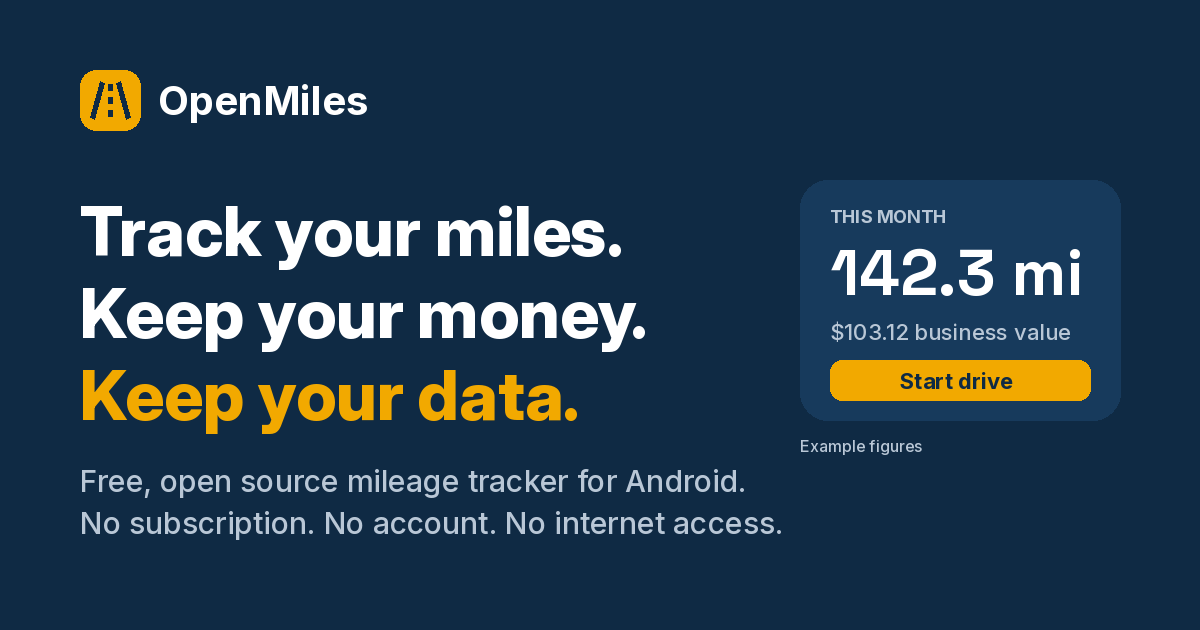 OpenMiles
Track your miles.
Keep your money.
Keep your data.
Free, open source mileage tracker for Android.
No subscription. No account. No internet access.
THIS MONTH
142.3 mi
$103.12 business value
Start drive
Example figures